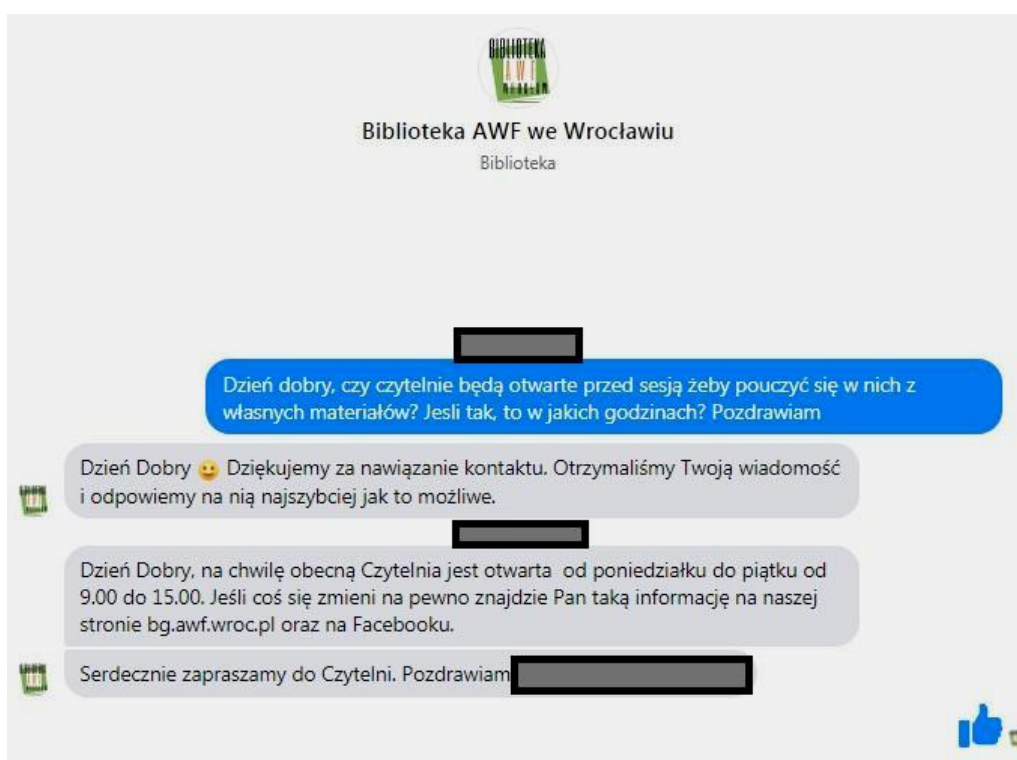 BIBLIOTEKA
AWF
Biblioteka AWF we Wrocławiu
Biblioteka
Dzień dobry, czy czytelnie będą otwarte przed sesją żeby pouczyć się w nich z
własnych materiałów? Jesli tak, to w jakich godzinach? Pozdrawiam
Dzień Dobry 😀 Dziękujemy za nawiązanie kontaktu. Otrzymaliśmy Twoją wiadomość
i odpowiemy na nią najszybciej jak to możliwe.
Dzień Dobry, na chwilę obecną Czytelnia jest otwarta  od poniedziałku do piątku od
9.00 do 15.00. Jeśli coś się zmieni na pewno znajdzie Pan taką informację na naszej
stronie bg.awf.wroc.pl oraz na Facebooku.
Serdecznie zapraszamy do Czytelni. Pozdrawiam